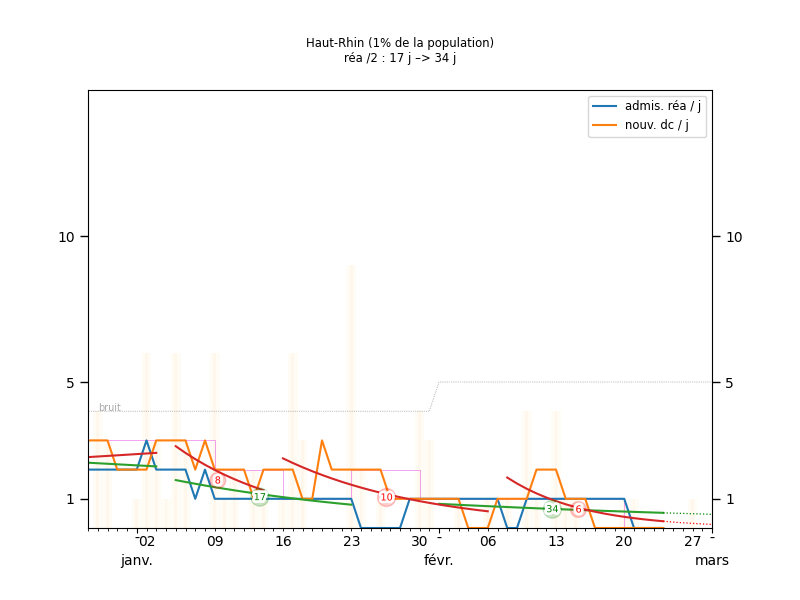 Haut-Rhin (1% de la population)
réa /2 : 17 j –> 34 j
admis. réa / j
nouv. dc / j
10 10
5 5
bruit
8
17
10
34
6
1 1
02 09 16 23 30 06 13 20 27
janv. févr. mars